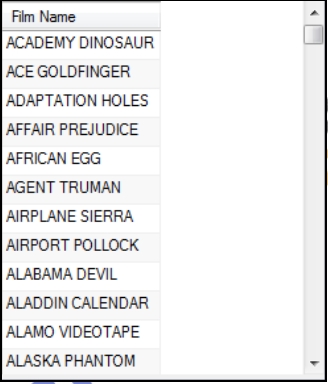 Film Name
ACADEMY DINOSAUR
ACE GOLDFINGER
ADAPTATION HOLES
AFFAIR PREJUDICE
AFRICAN EGG
AGENT TRUMAN
AIRPLANE SIERRA
AIRPORT POLLOCK
ALABAMA DEVIL
ALADDIN CALENDAR
ALAMO VIDEOTAPE
ALASKA PHANTOM